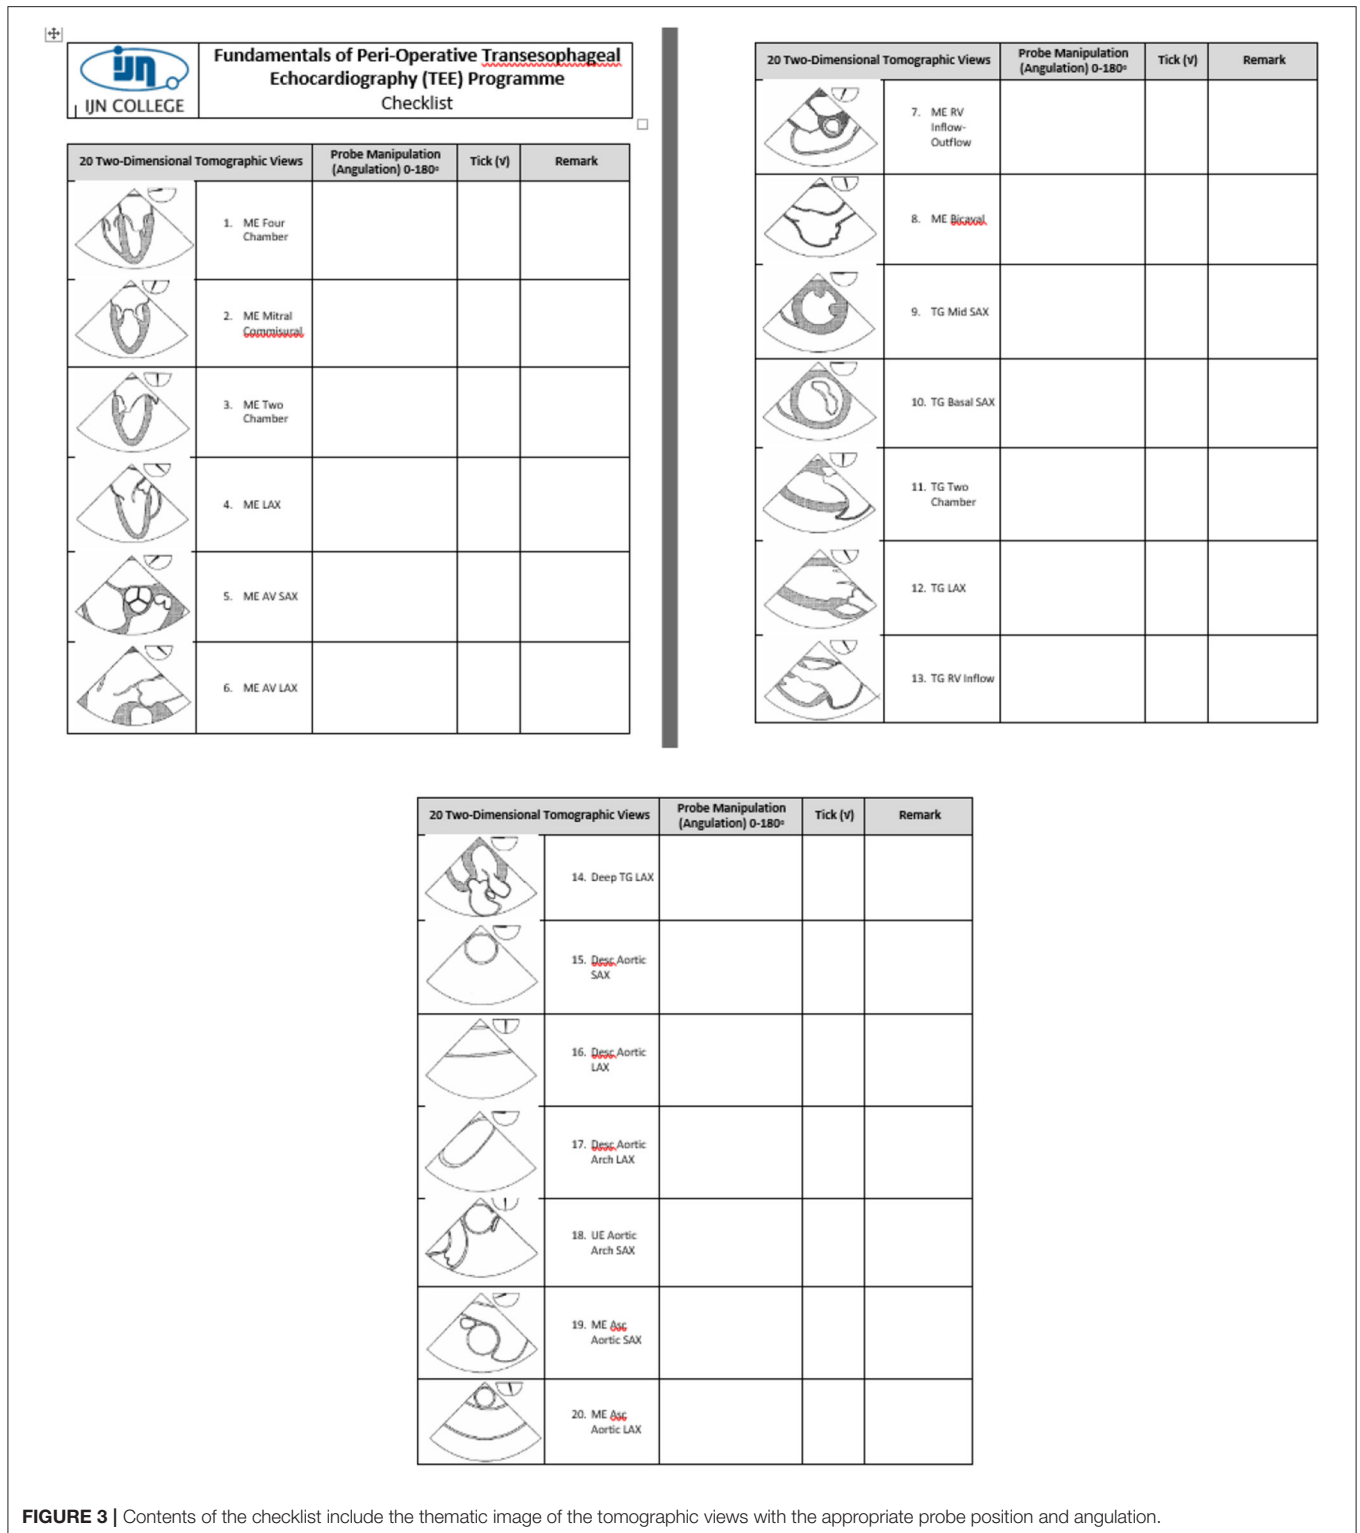 IJN COLLEGE
Fundamentals of Peri-Operative Transesophageal
Echocardiography (TEE) Programme
Checklist
20 Two-Dimensional Tomographic Views
Probe Manipulation
(Angulation) 0-180°
Tick (√)
Remark
1. ME Four
Chamber
2. ME Mitral
Commisural
3. ME Two
Chamber
4. ME LAX
5. ME AV SAX
6. ME AV LAX
20 Two-Dimensional Tomographic Views
Probe Manipulation
(Angulation) 0-180°
Tick (√)
Remark
7. ME RV
Inflow-
Outflow
8. ME Bicaval
9. TG Mid SAX
10. TG Basal SAX
11. TG Two
Chamber
12. TG LAX
13. TG RV Inflow
20 Two-Dimensional Tomographic Views
Probe Manipulation
(Angulation) 0-180°
Tick (√)
Remark
14. Deep TG LAX
15. Desc Aortic
SAX
16. Desc Aortic
LAX
17. Desc Aortic
Arch LAX
18. UE Aortic
Arch SAX
19. ME Asc
Aortic SAX
20. ME Asc
Aortic LAX
FIGURE 3 | Contents of the checklist include the thematic image of the tomographic views with the appropriate probe position and angulation.